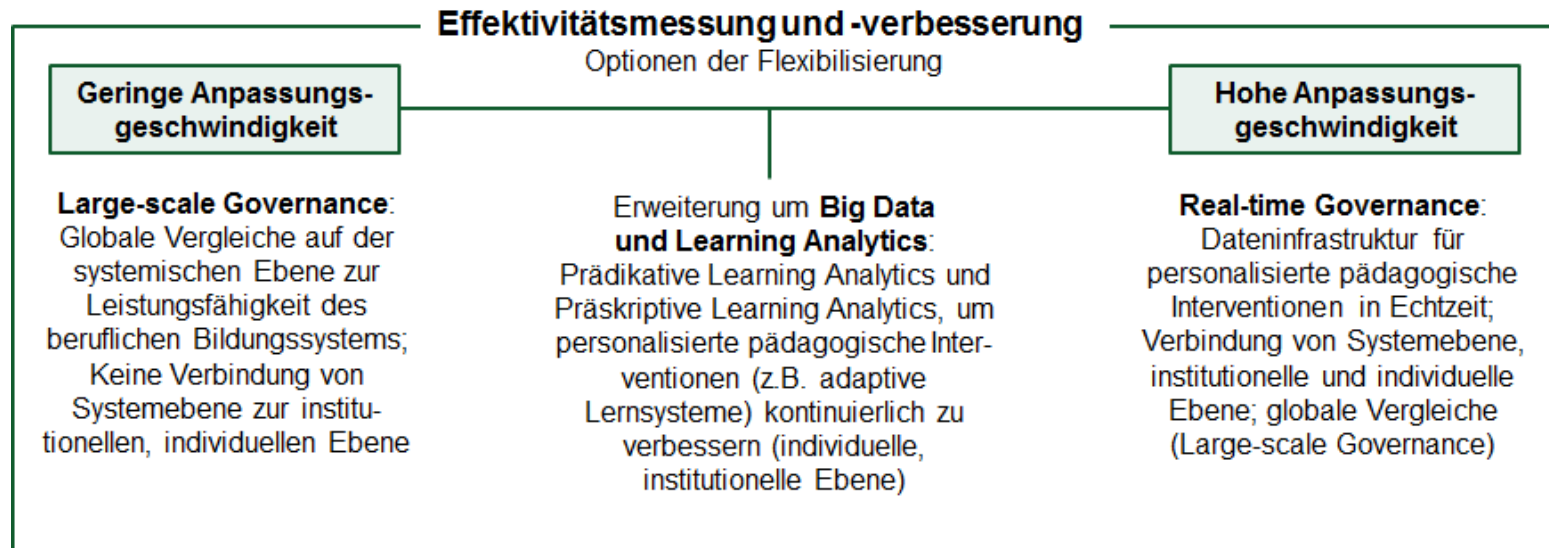 Effektivitätsmessung und -verbesserung
Optionen der Flexibilisierung
Geringe Anpassungs-
geschwindigkeit
Hohe Anpassungs-
geschwindigkeit
Large-scale Governance:
Globale Vergleiche auf der
systemischen Ebene zur
Leistungsfähigkeit des
beruflichen Bildungssystems;
Keine Verbindung von
Systemebene zur institu-
tionellen, individuellen Ebene
Erweiterung um Big Data
und Learning Analytics:
Prädikative Learning Analytics und
Präskriptive Learning Analytics, um
personalisierte pädagogische Inter-
ventionen (z.B. adaptive
Lernsysteme) kontinuierlich zu
verbessern (individuelle,
institutionelle Ebene)
Real-time Governance:
Dateninfrastruktur für
personalisierte pädagogische
Interventionen in Echtzeit;
Verbindung von Systemebene,
institutionelle und individuelle
Ebene; globale Vergleiche
(Large-scale Governance)